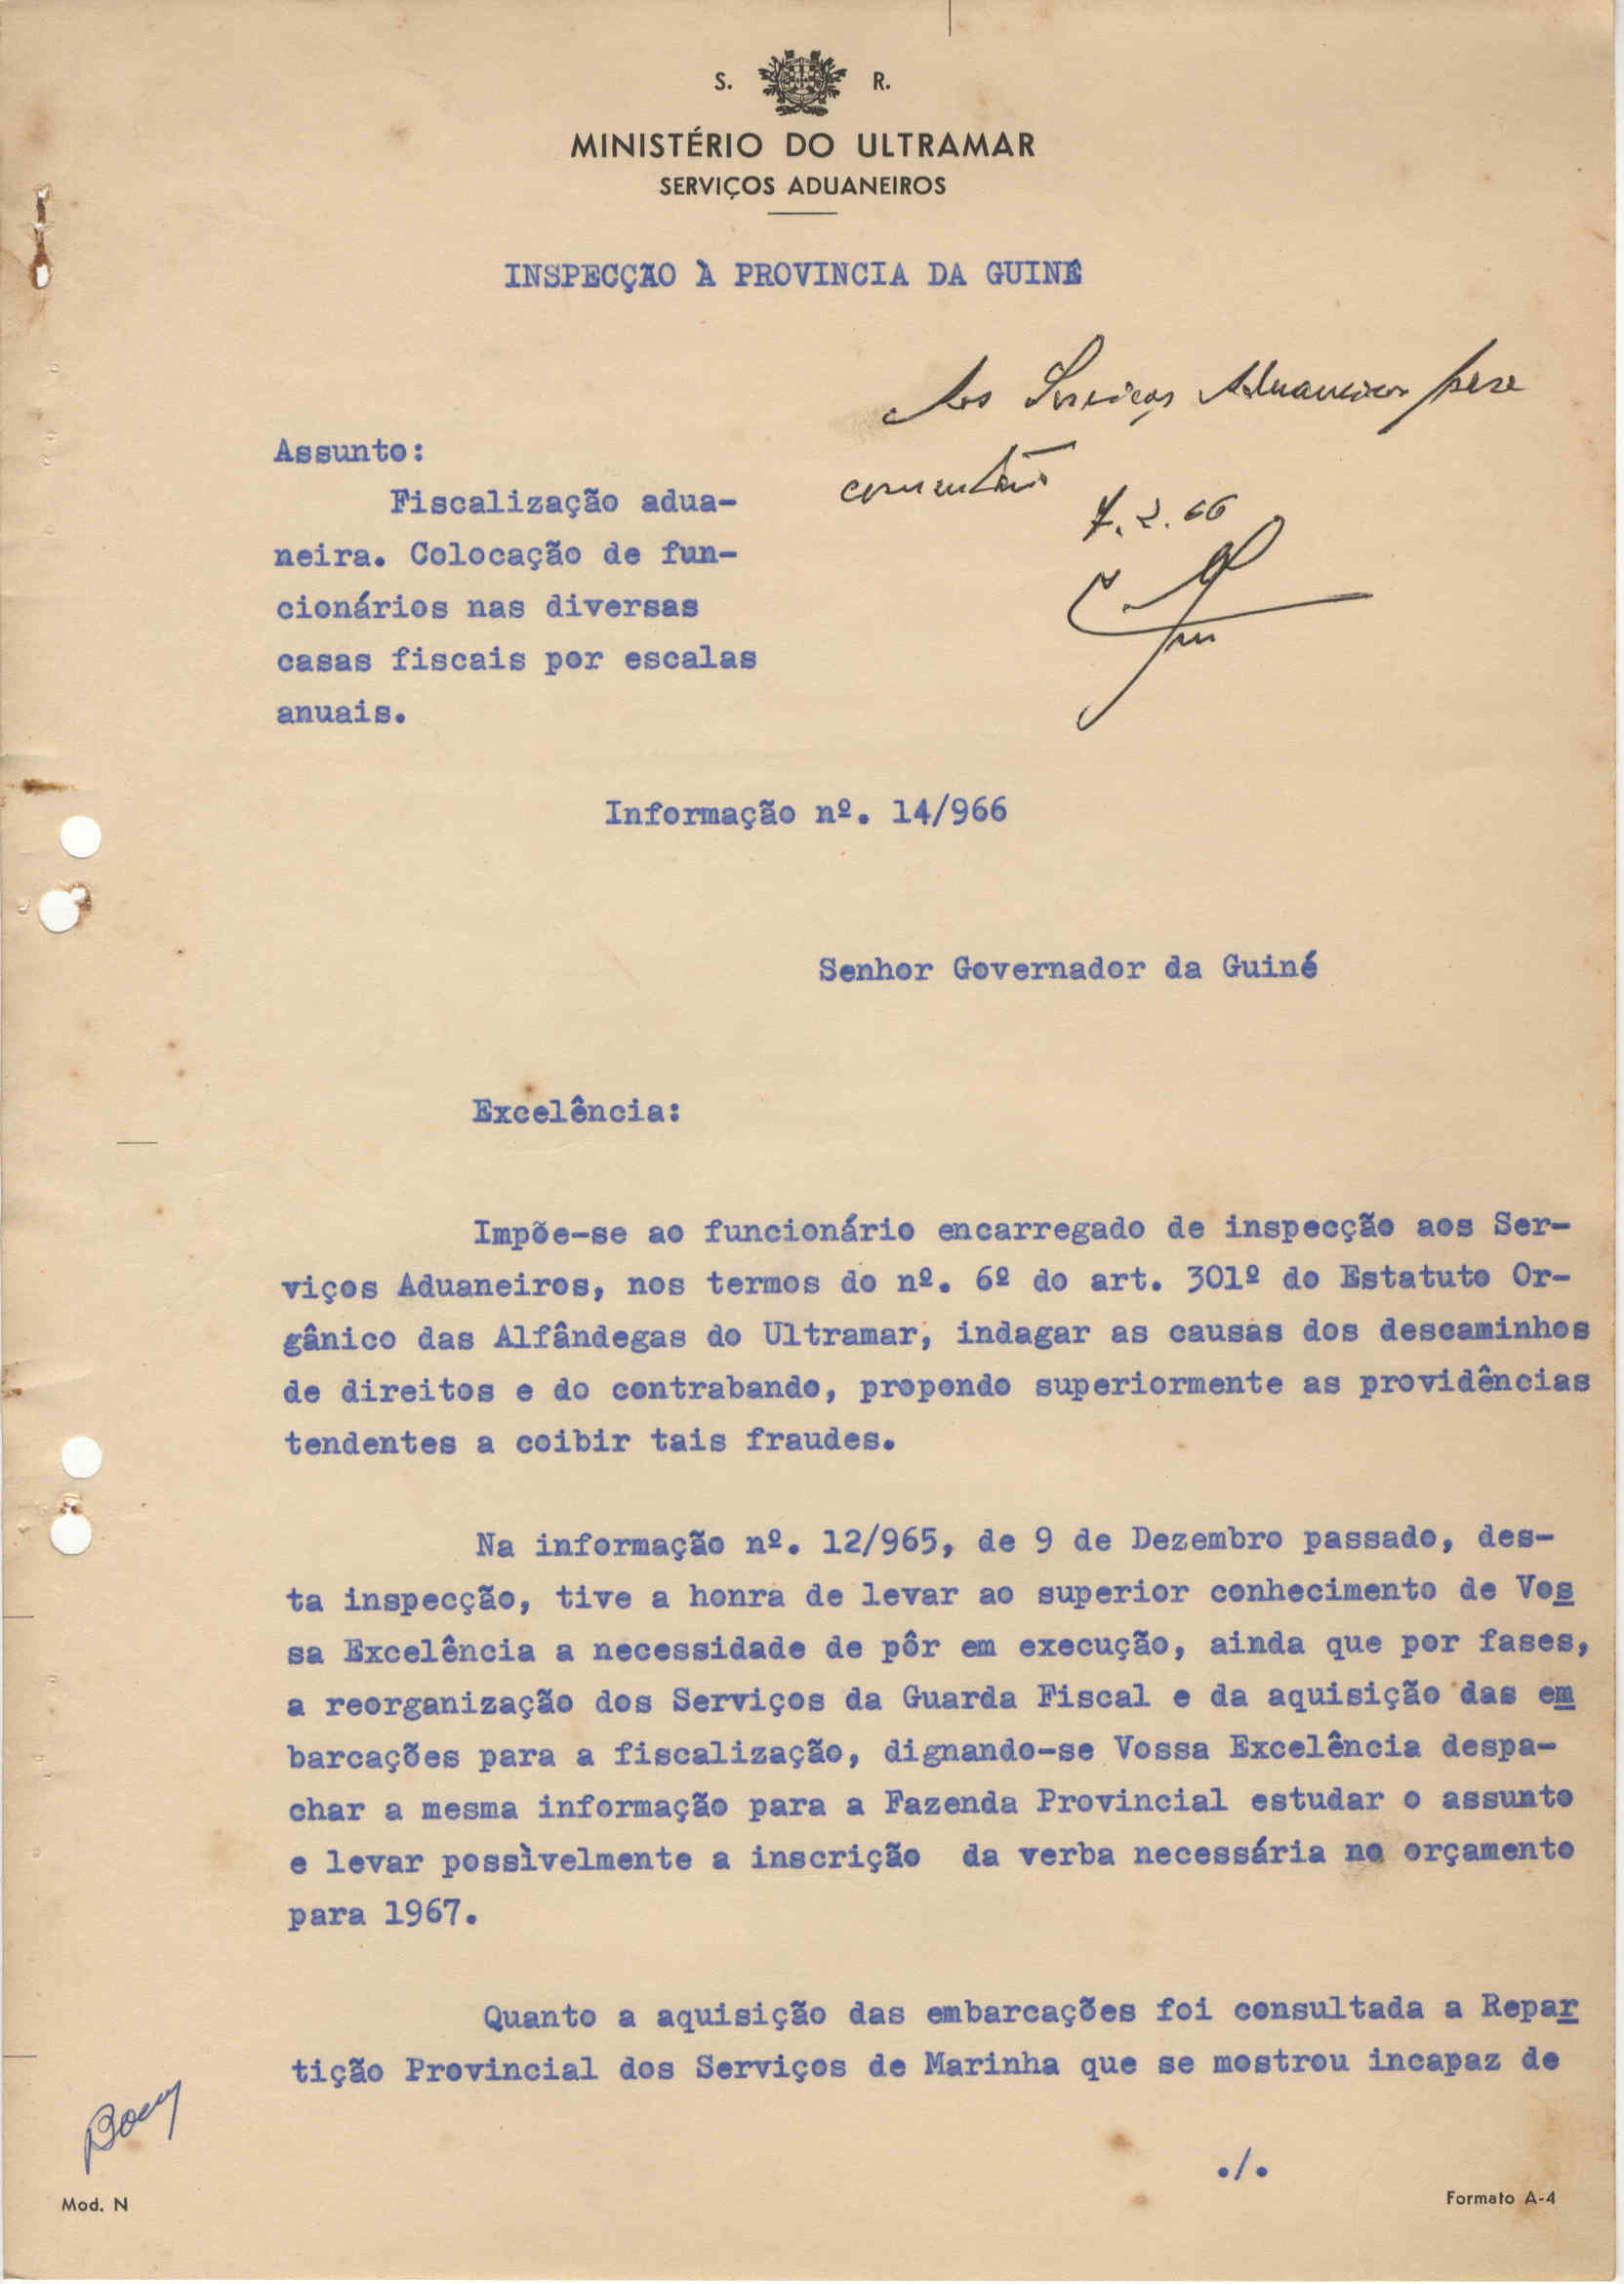 S. R.
MINISTÉRIO DO ULTRAMAR
SERVIÇOS ADUANEIROS
INSPECÇÃO À PROVINCIA DA GUINÉ
Aos Serviços Aduaneiros para
comentário
7.2.66
Assunto:
Fiscalização adua-
neira. Colocação de fun-
cionários nas diversas
casas fiscais por escalas
anuais.
Informação nº. 14/966
Senhor Governador da Guiné
Excelência:
Impõe-se ao funcionário encarregado de inspecção aos Ser-
viços Aduaneiros, nos termos do nº. 6º do art. 301º do Estatuto Or-
gânico das Alfândegas do Ultramar, indagar as causas dos descaminhos
de direitos e do contrabando, propondo superiormente as providências
tendentes a coibir tais fraudes.
Na informação nº. 12/965, de 9 de Dezembro passado, des-
ta inspecção, tive a honra de levar ao superior conhecimento de Vos
sa Excelência a necessidade de pôr em execução, ainda que por fases,
a reorganização dos Serviços da Guarda Fiscal e da aquisição das em
barcações para a fiscalização, dignando-se Vossa Excelência despa-
char a mesma informação para a Fazenda Provincial estudar o assunto
e levar possìvelmente a inscrição da verba necessária no orçamento
para 1967.
Quanto a aquisição das embarcações foi consultada a Repar
tição Provincial dos Serviços de Marinha que se mostrou incapaz de
./.
Mod. N
Formato A-4